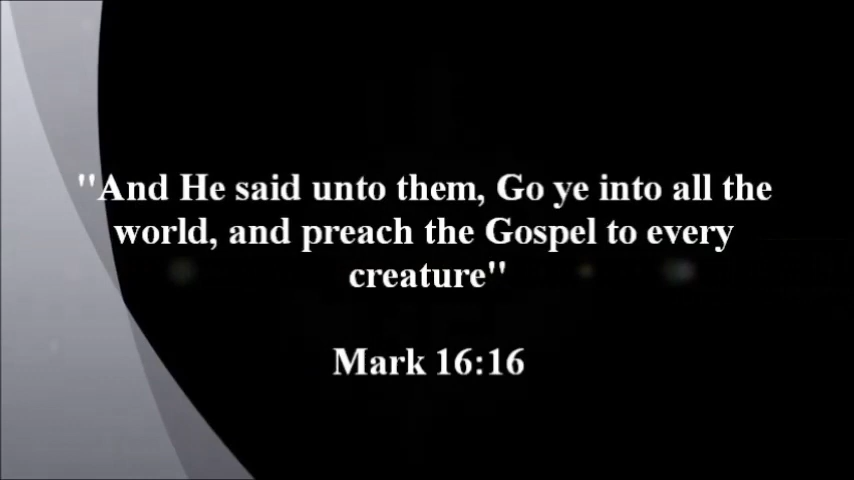 "And He said unto them, Go ye into all the
world, and preach the Gospel to every
creature"
Mark 16:16